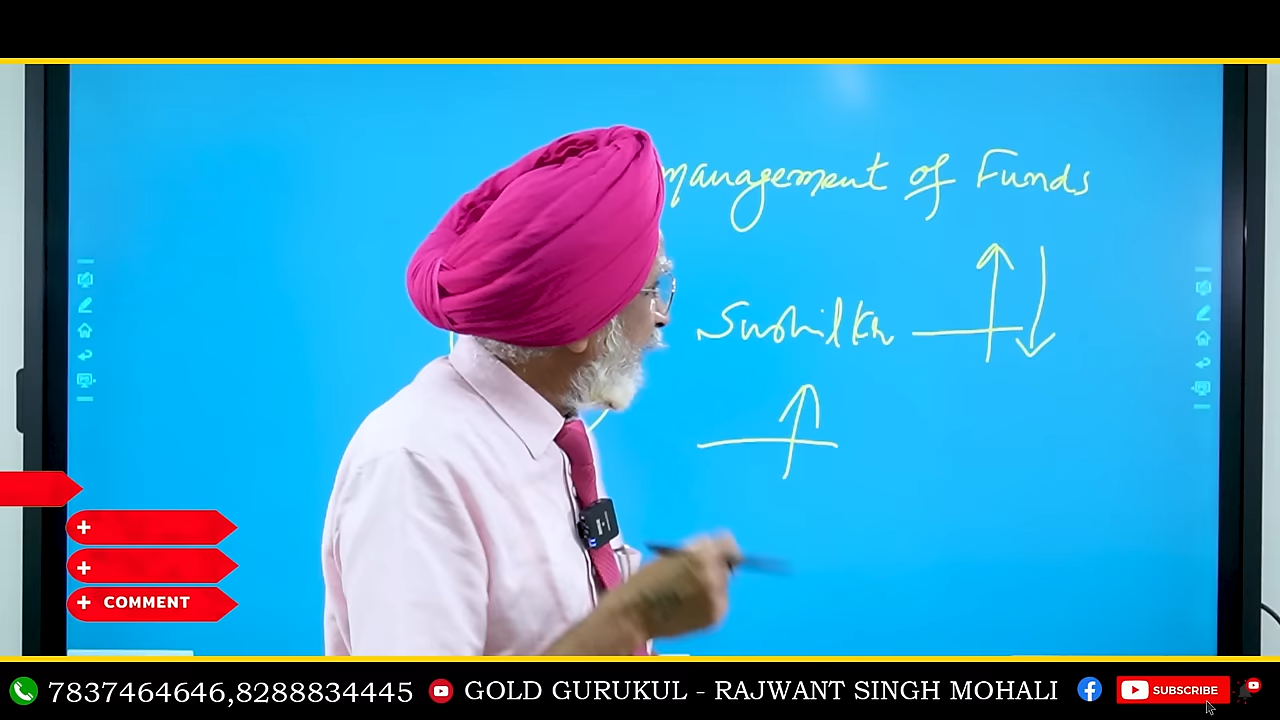 management of Funds
Sushil Kr
+
+
+ COMMENT
7837464646,8288834445 GOLD GURUKUL - RAJWANT SINGH MOHALI SUBSCRIBE